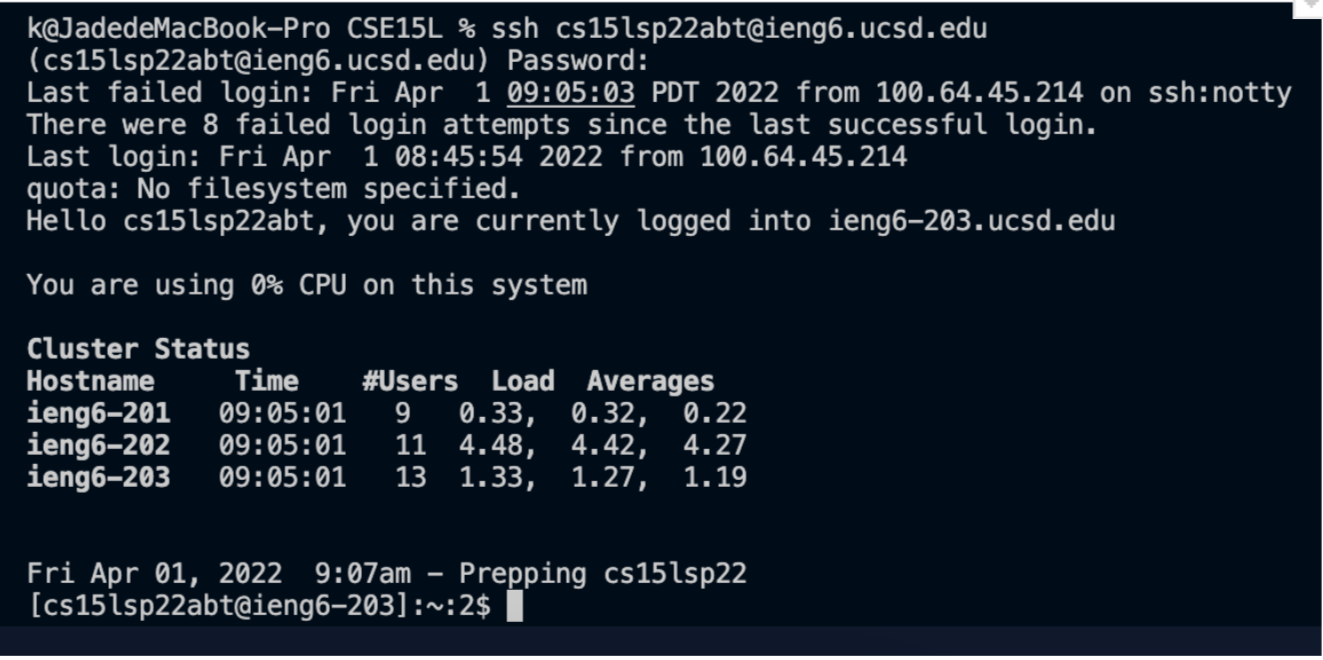 k@JadedeMacBook-Pro CSE15L % ssh cs15lsp22abt@ieng6.ucsd.edu
(cs15lsp22abt@ieng6.ucsd.edu) Password:
Last failed login: Fri Apr  1 09:05:03 PDT 2022 from 100.64.45.214 on ssh:notty
There were 8 failed login attempts since the last successful login.
Last login: Fri Apr  1 08:45:54 2022 from 100.64.45.214
quota: No filesystem specified.
Hello cs15lsp22abt, you are currently logged into ieng6-203.ucsd.edu
You are using 0% CPU on this system
Cluster Status
Hostname     Time    #Users  Load  Averages
ieng6-201   09:05:01   9   0.33,  0.32,  0.22
ieng6-202   09:05:01   11  4.48,  4.42,  4.27
ieng6-203   09:05:01   13  1.33,  1.27,  1.19
Fri Apr 01, 2022  9:07am - Prepping cs15lsp22
[cs15lsp22abt@ieng6-203]:~:2$